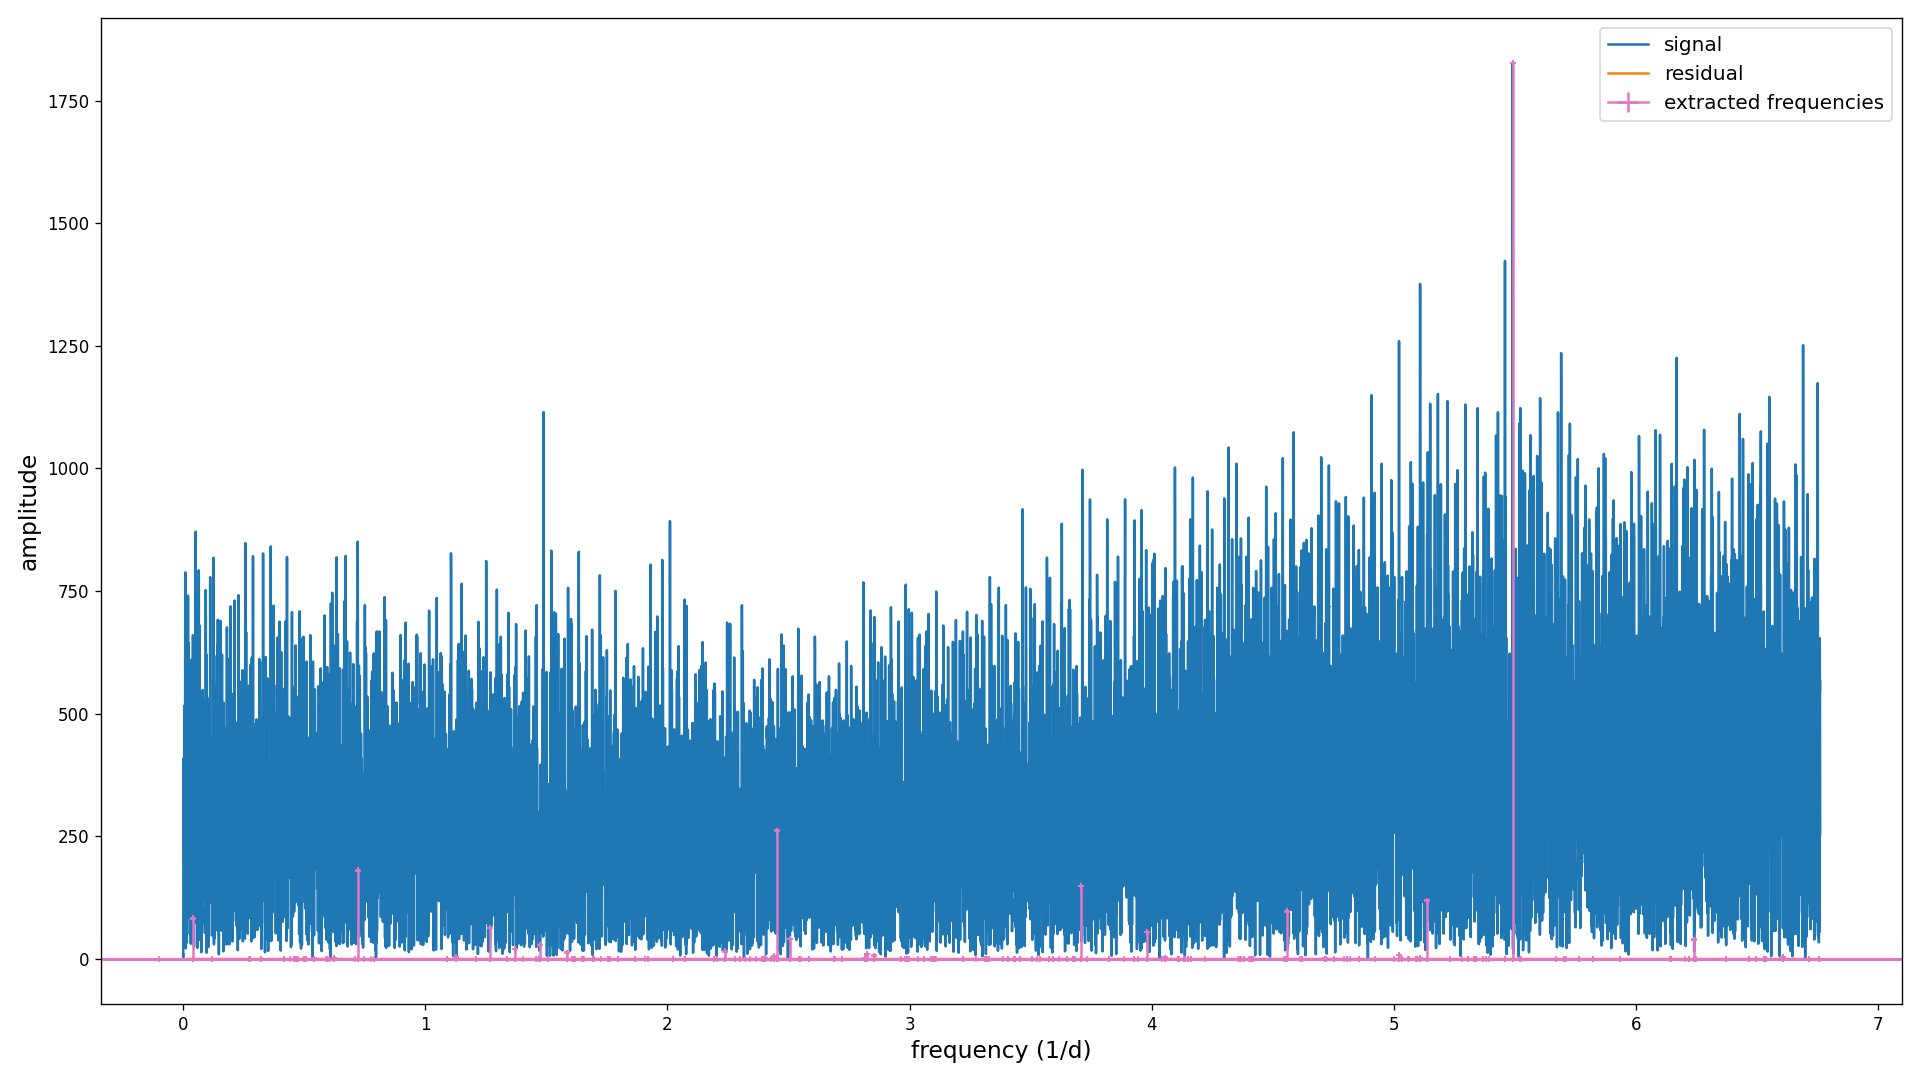 signal
residual
extracted frequencies
amplitude
1750
1500
1250
1000
750
500
250
0
0 1 2 3 4 5 6 7
frequency (1/d)